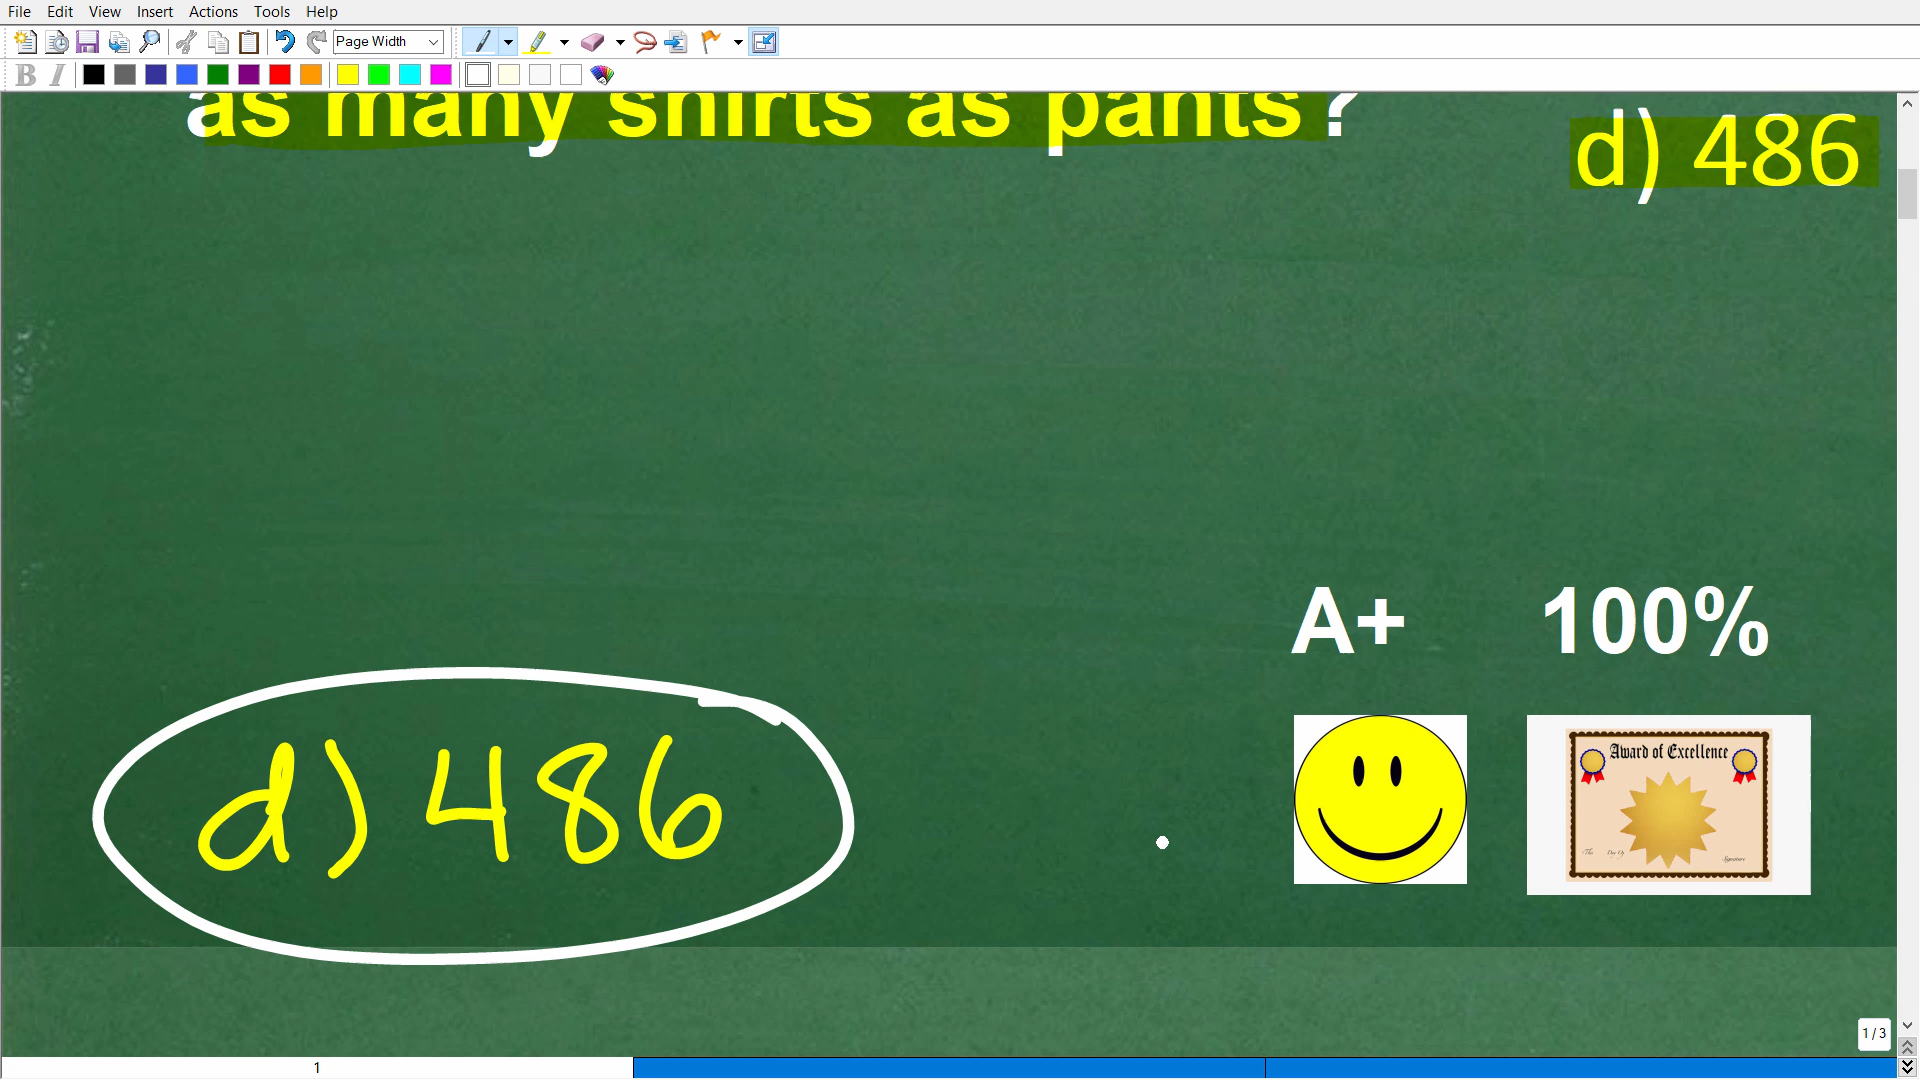 File Edit View Insert Actions Tools Help
Page Width
B I
as many shirts as pants?
d) 486
A+ 100%
d) 486
Award of Excellence
Signature
1 / 3
1